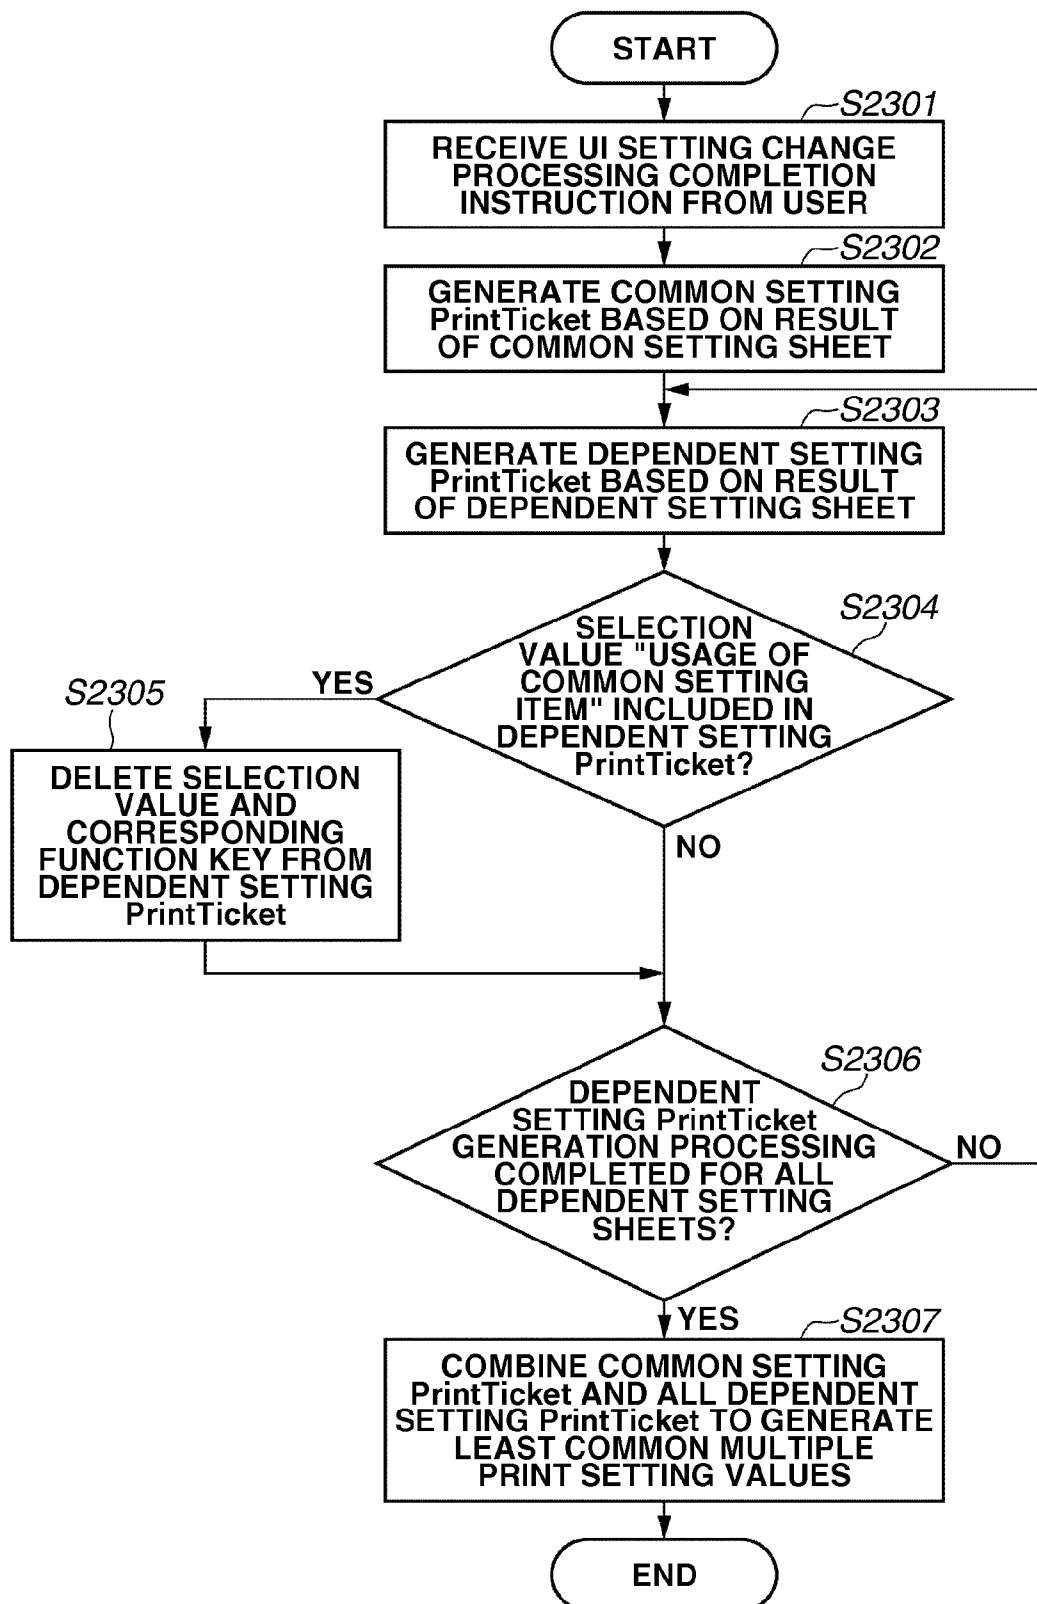 START
S2301
RECEIVE UI SETTING CHANGE
PROCESSING COMPLETION
INSTRUCTION FROM USER
S2302
GENERATE COMMON SETTING
PrintTicket BASED ON RESULT
OF COMMON SETTING SHEET
S2303
GENERATE DEPENDENT SETTING
PrintTicket BASED ON RESULT
OF DEPENDENT SETTING SHEET
S2304
SELECTION
VALUE "USAGE OF
COMMON SETTING
ITEM" INCLUDED IN
DEPENDENT SETTING
PrintTicket?
YES
S2305
DELETE SELECTION
VALUE AND
CORRESPONDING
FUNCTION KEY FROM
DEPENDENT SETTING
PrintTicket
NO
S2306
DEPENDENT
SETTING PrintTicket
GENERATION PROCESSING
COMPLETED FOR ALL
DEPENDENT SETTING
SHEETS?
NO
YES
S2307
COMBINE COMMON SETTING
PrintTicket AND ALL DEPENDENT
SETTING PrintTicket TO GENERATE
LEAST COMMON MULTIPLE
PRINT SETTING VALUES
END